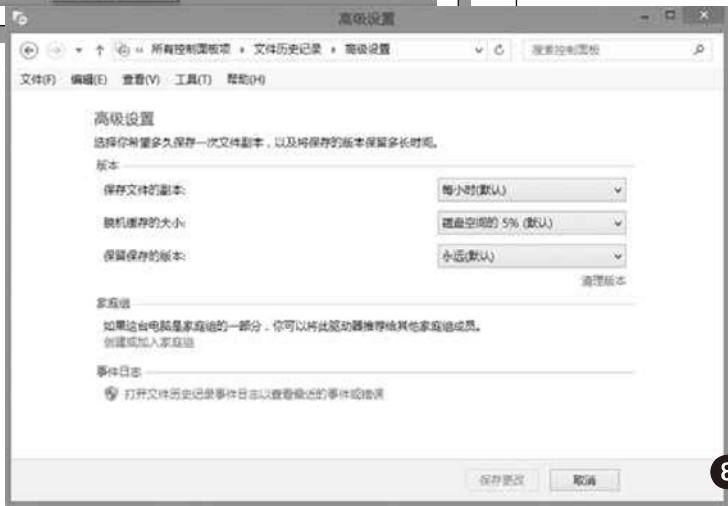 高级设置
所有控制面板项 文件历史记录 高级设置
搜索控制面板
文件(F) 编辑(E) 查看(V) 工具(T) 帮助(H)
高级设置
选择你希望多久保存一次文件副本，以及将保存的版本保留多长时间。
版本
保存文件的副本: 每小时(默认)
脱机缓存的大小: 磁盘空间的 5% (默认)
保留保存的版本: 永远(默认)
清理版本
家庭组
如果这台电脑是家庭组的一部分，你可以将此驱动器推荐给其他家庭组成员。
创建或加入家庭组
事件日志
打开文件历史记录事件日志以查看最近的事件或错误
保存更改 取消
8